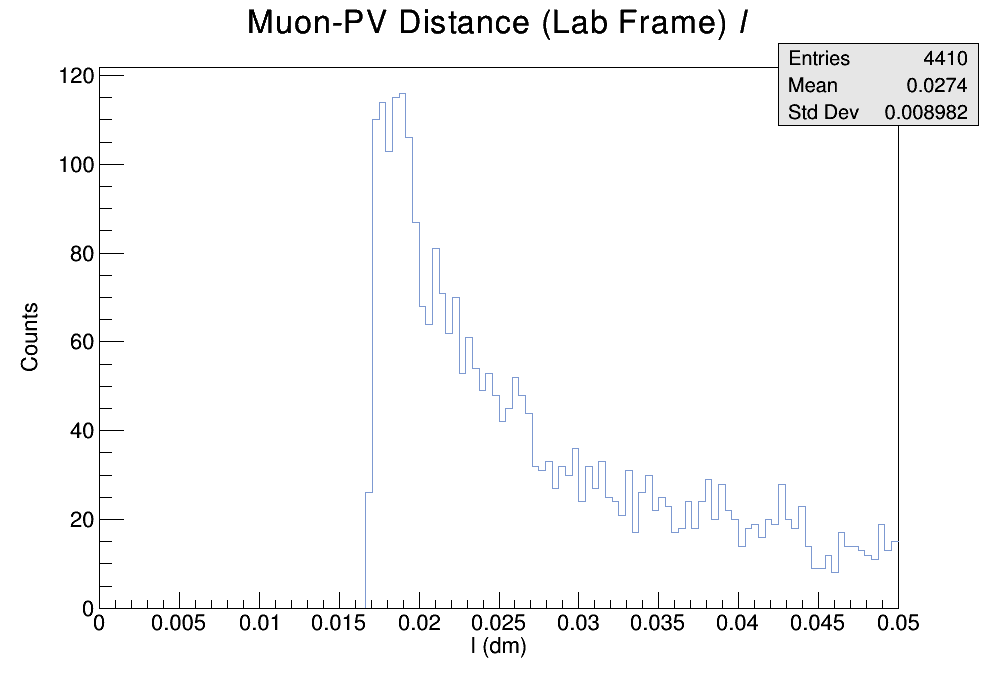 Muon-PV Distance (Lab Frame) l
Entries 4410
Mean 0.0274
Std Dev 0.008982
120
100
80
60
40
20
0
Counts
0 0.005 0.01 0.015 0.02 0.025 0.03 0.035 0.04 0.045 0.05
l (dm)